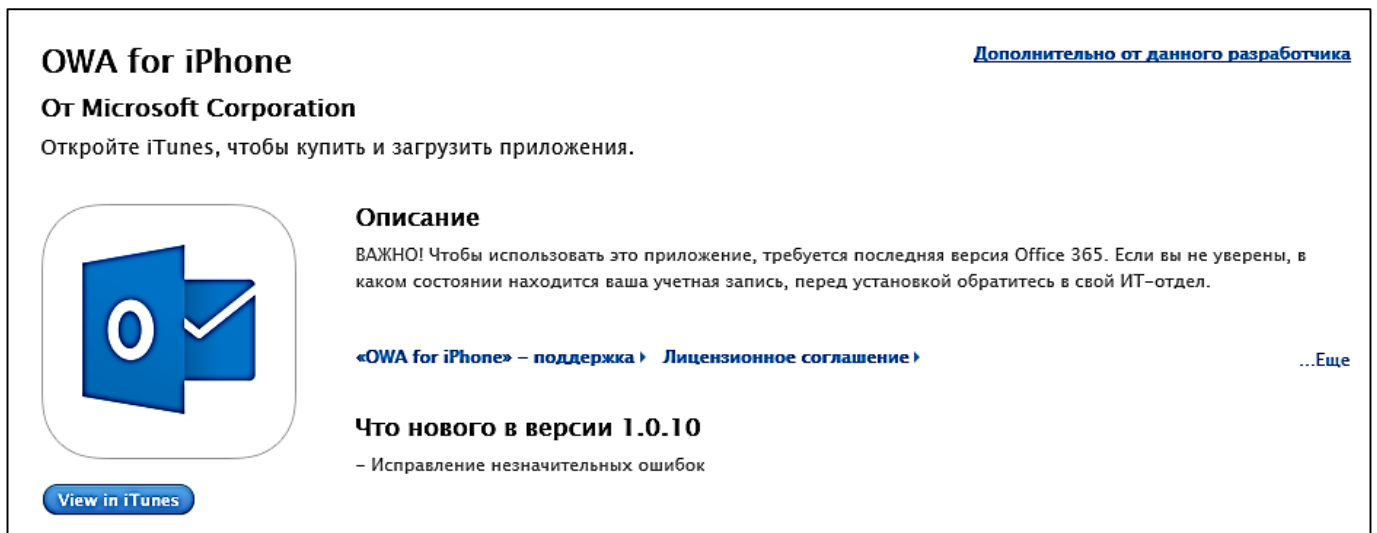 OWA for iPhone
Дополнительно от данного разработчика
От Microsoft Corporation
Откройте iTunes, чтобы купить и загрузить приложения.
Описание
ВАЖНО! Чтобы использовать это приложение, требуется последняя версия Office 365. Если вы не уверены, в
каком состоянии находится ваша учетная запись, перед установкой обратитесь в свой ИТ-отдел.
«OWA for iPhone» – поддержка Лицензионное соглашение
...Еще
Что нового в версии 1.0.10
– Исправление незначительных ошибок
View in iTunes